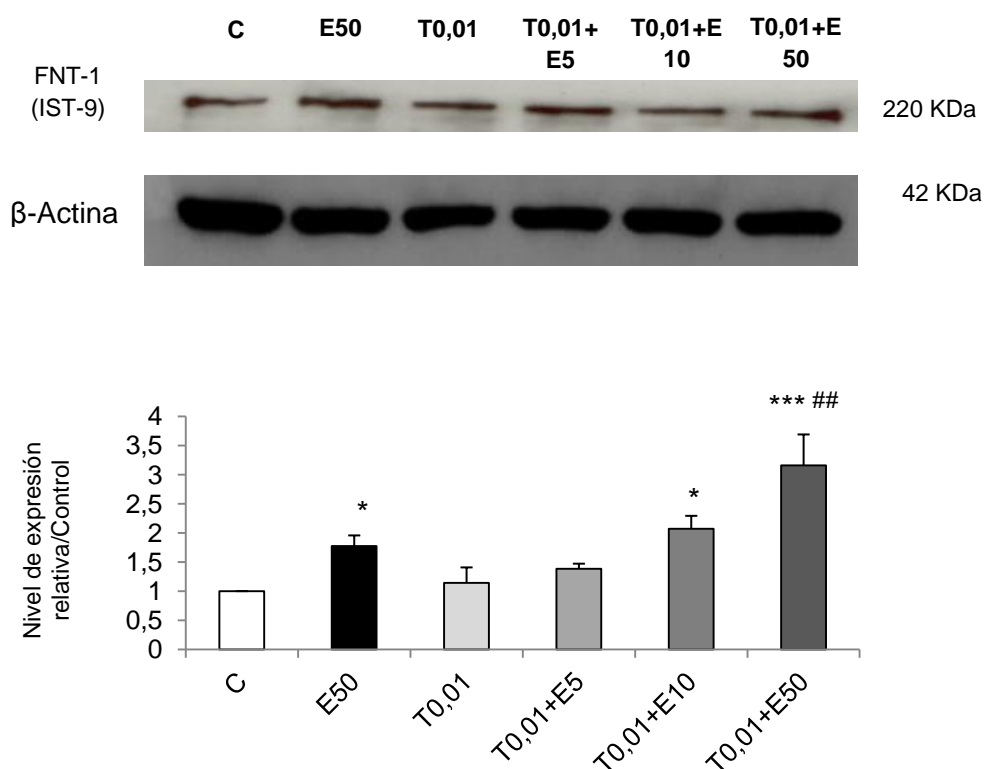 C E50 T0,01 T0,01+ T0,01+E T0,01+E
E5 10 50
FNT-1
(IST-9)
220 KDa
β-Actina
42 KDa
Nivel de expresión
relativa/Control
4
3,5
3
2,5
2
1,5
1
0,5
0
*
*
*** ##
C
E50
T0,01
T0,01+E5
T0,01+E10
T0,01+E50